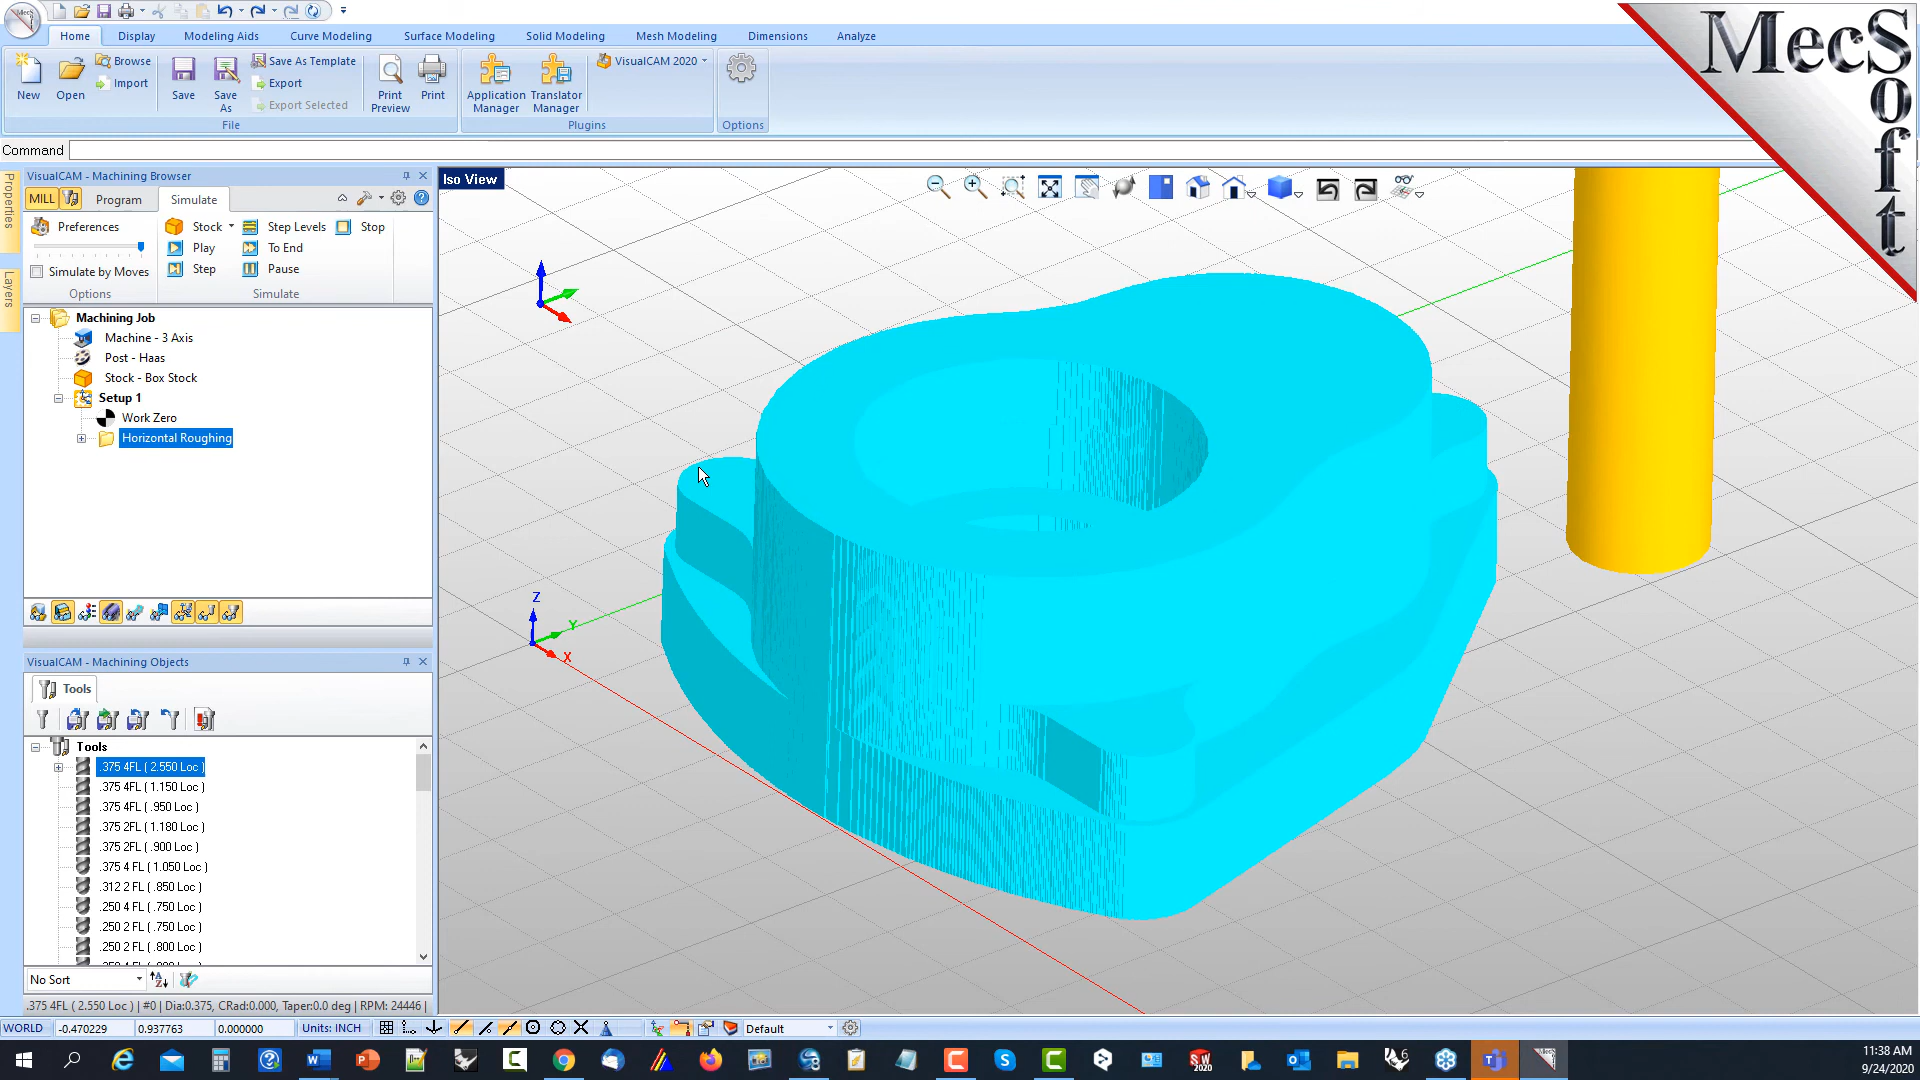 Home Display Modeling Aids Curve Modeling Surface Modeling Solid Modeling Mesh Modeling Dimensions Analyze
New Open Browse Import Save Save As Save As Template Export Export Selected Print Preview Print Application Manager Translator Manager VisualCAM 2020
File Plugins Options
MecSoft
Command
Properties
Layers
VisualCAM - Machining Browser
MILL Program Simulate
Preferences Stock Step Levels Stop
Play To End
Simulate by Moves Step Pause
Options Simulate
Machining Job
Machine - 3 Axis
Post - Haas
Stock - Box Stock
Setup 1
Work Zero
Horizontal Roughing
Iso View
Z
Y
X
VisualCAM - Machining Objects
Tools
Tools
.375 4FL ( 2.550 Loc )
.375 4FL ( 1.150 Loc )
.375 4FL ( .950 Loc )
.375 2FL ( 1.180 Loc )
.375 2FL ( .900 Loc )
.375 4 FL ( 1.050 Loc )
.312 2 FL ( .850 Loc )
.250 4 FL ( .750 Loc )
.250 2 FL ( .750 Loc )
.250 2 FL ( .800 Loc )
No Sort
.375 4FL ( 2.550 Loc ) | #0 | Dia:0.375, CRad:0.000, Taper:0.0 deg | RPM: 24446 |
WORLD -0.470229 0.937763 0.000000 Units: INCH Default
11:38 AM
9/24/2020